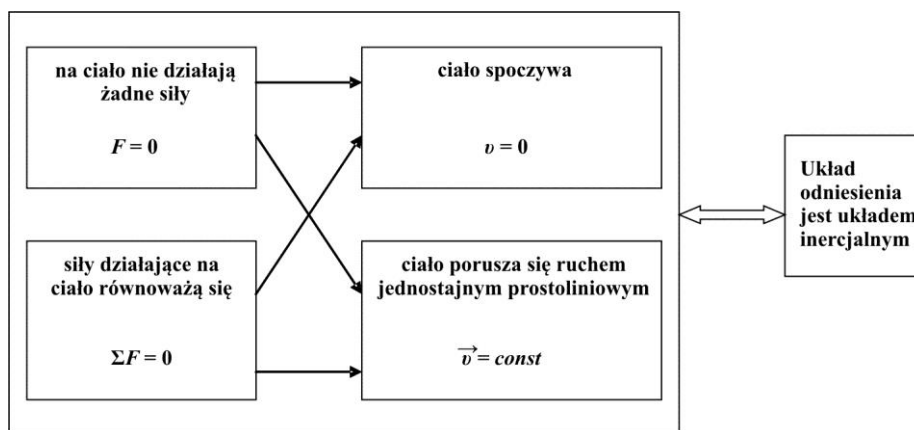 na ciało nie działają
żadne siły
F = 0
ciało spoczywa
υ = 0
siły działające na
ciało równoważą się
ΣF = 0
ciało porusza się ruchem
jednostajnym prostoliniowym
υ⃗ = const
Układ
odniesienia
jest układem
inercjalnym